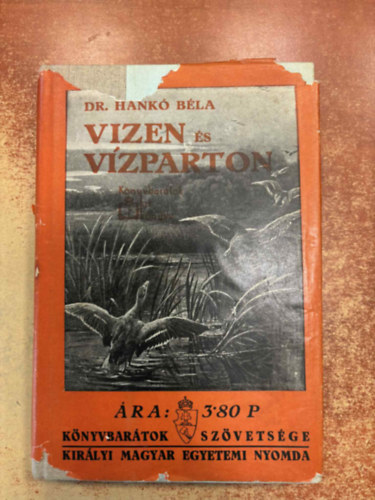 DR. HANKÓ BÉLA
VIZEN ÉS
VÍZPARTON
ÁRA: 3·80 P
KÖNYVBARÁTOK SZÖVETSÉGE
KIRÁLYI MAGYAR EGYETEMI NYOMDA